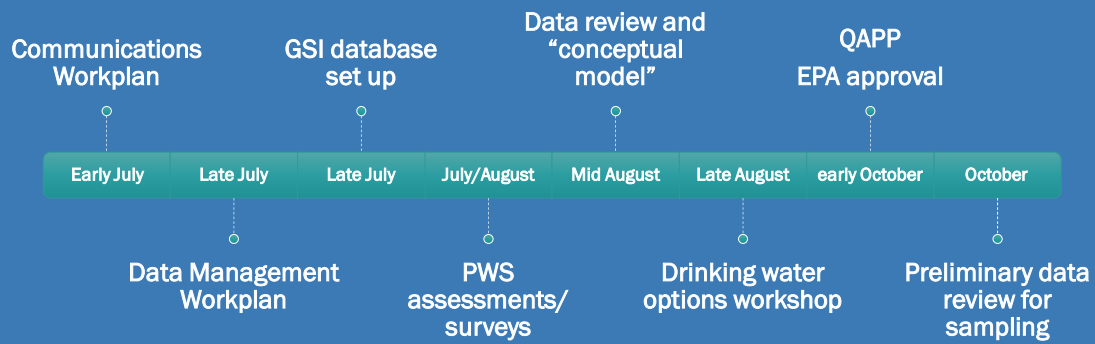 Communications
Workplan
GSI database
set up
Data review and
“conceptual
model”
QAPP
EPA approval
Early July
Late July
Late July
July/August
Mid August
Late August
early October
October
Data Management
Workplan
PWS
assessments/
surveys
Drinking water
options workshop
Preliminary data
review for
sampling